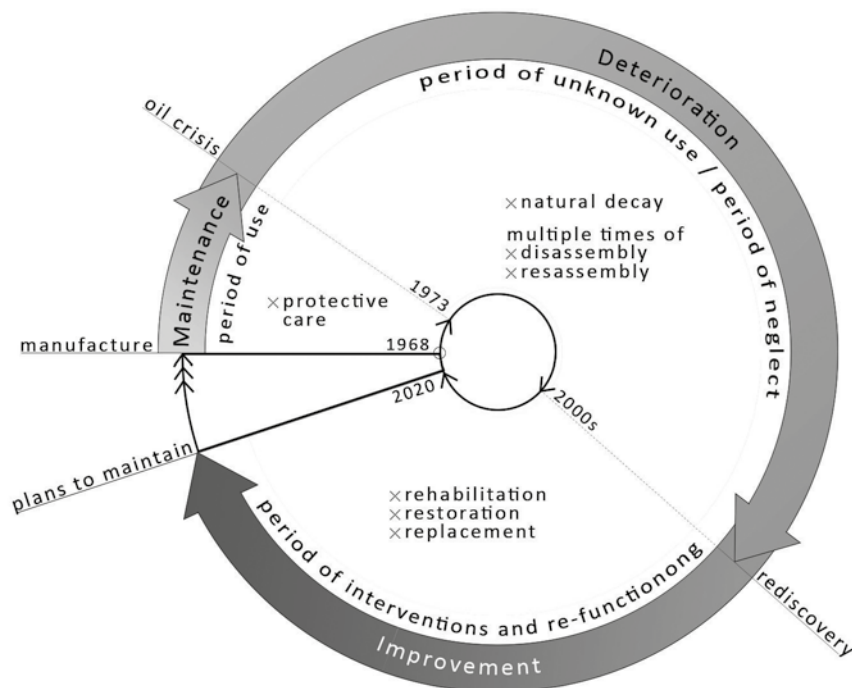 Deterioration
period of unknown use / period of neglect
oil crisis
Maintenance
period of use
×natural decay
multiple times of
×disassembly
×resassembly
×protective
care
1973
manufacture
1968
2020
2000s
plans to maintain
×rehabilitation
×restoration
×replacement
period of interventions and re-functionong
rediscovery
Improvement